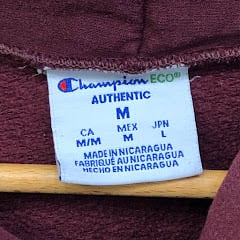 Champion ECO®
AUTHENTIC
M
CA MEX JPN
M/M M L
MADE IN NICARAGUA
FABRIQUÉ AU NICARAGUA
HECHO EN NICARAGUA